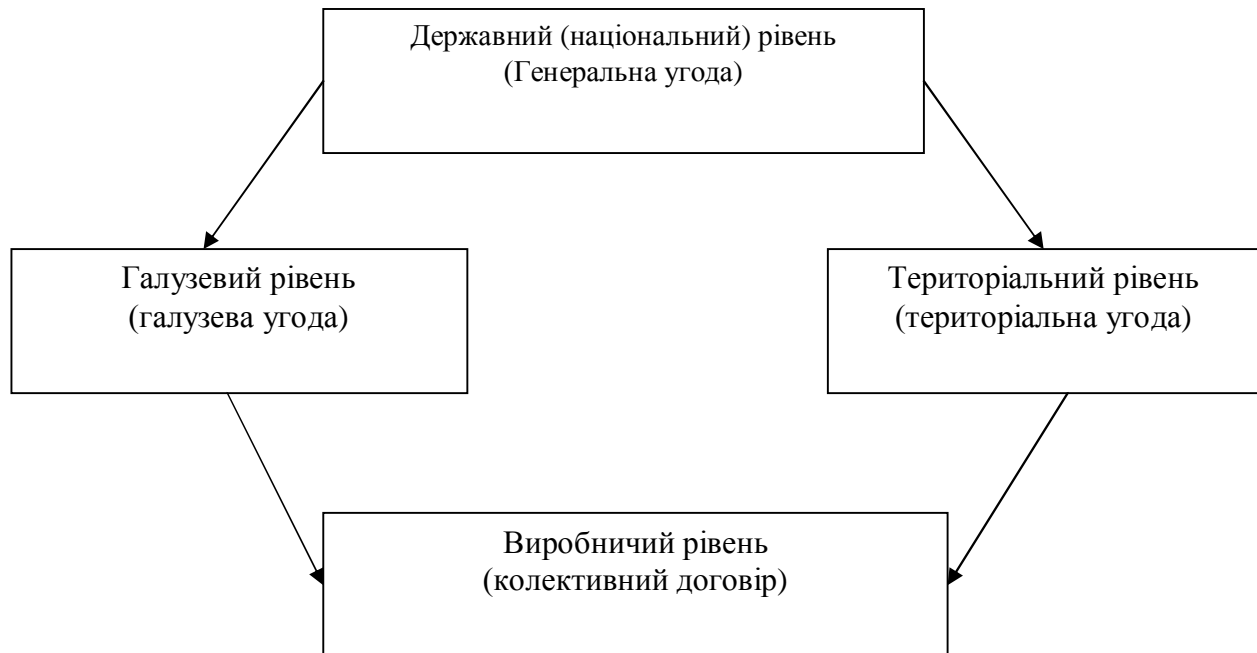 Державний (національний) рівень
(Генеральна угода)
Галузевий рівень
(галузева угода)
Територіальний рівень
(територіальна угода)
Виробничий рівень
(колективний договір)